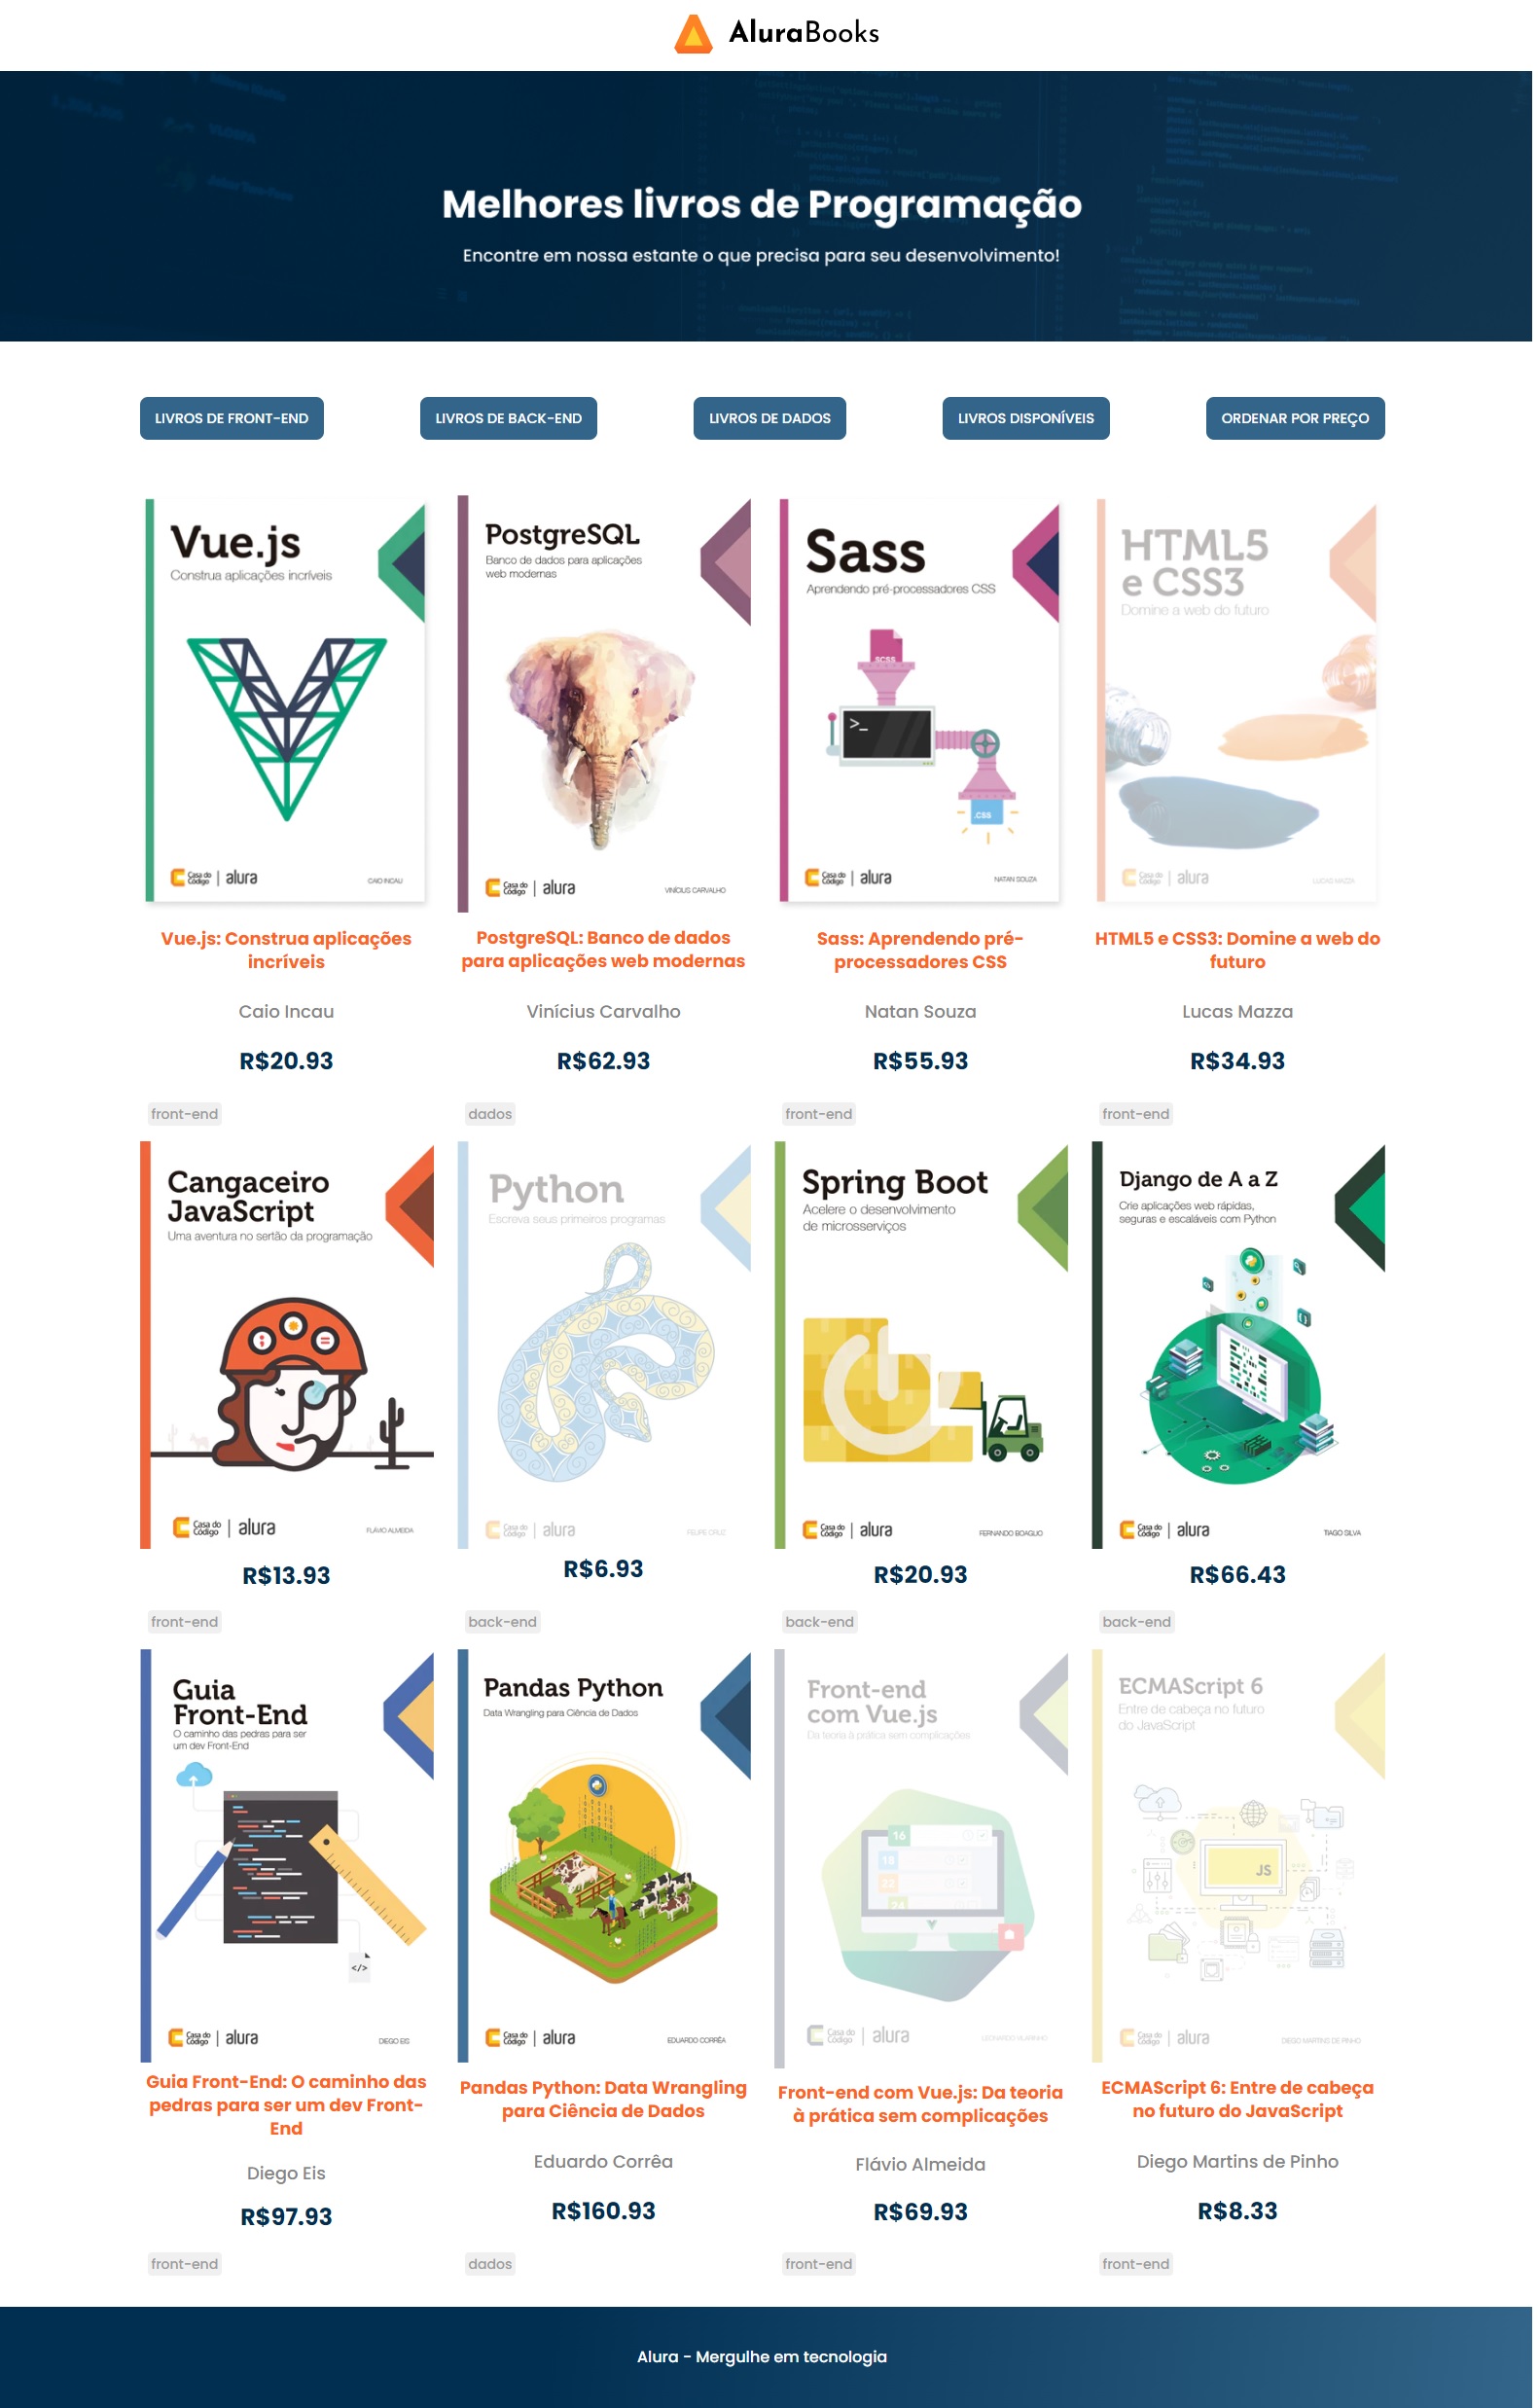 AluraBooks
Melhores livros de Programação
Encontre em nossa estante o que precisa para seu desenvolvimento!
LIVROS DE FRONT-END
LIVROS DE BACK-END
LIVROS DE DADOS
LIVROS DISPONÍVEIS
ORDENAR POR PREÇO
Vue.js
Construa aplicações incríveis
Casa do
Código
alura
CAIO INCAU
PostgreSQL
Banco de dados para aplicações
web modernas
Casa do
Código
alura
VINÍCIUS CARVALHO
Sass
Aprendendo pré-processadores CSS
SCSS
>_
.CSS
Casa do
Código
alura
NATAN SOUZA
HTML5
e CSS3
Domine a web do futuro
Casa do
Código
alura
LUCAS MAZZA
Vue.js: Construa aplicações
incríveis
Caio Incau
R$20.93
front-end
PostgreSQL: Banco de dados
para aplicações web modernas
Vinícius Carvalho
R$62.93
dados
Sass: Aprendendo pré-
processadores CSS
Natan Souza
R$55.93
front-end
HTML5 e CSS3: Domine a web do
futuro
Lucas Mazza
R$34.93
front-end
Cangaceiro
JavaScript
Uma aventura no sertão da programação
Casa do
Código
alura
FLÁVIO ALMEIDA
R$13.93
front-end
Python
Escreva seus primeiros programas
Casa do
Código
alura
FELIPE CRUZ
R$6.93
back-end
Spring Boot
Acelere o desenvolvimento
de microsserviços
Casa do
Código
alura
FERNANDO BOAGLIO
R$20.93
back-end
Django de A a Z
Crie aplicações web rápidas,
seguras e escaláveis com Python
Casa do
Código
alura
TIAGO SILVA
R$66.43
back-end
Guia
Front-End
O caminho das pedras para ser
um dev Front-End
</>
Casa do
Código
alura
DIEGO EIS
Pandas Python
Data Wrangling para Ciência de Dados
Casa do
Código
alura
EDUARDO CORRÊA
Front-end
com Vue.js
Da teoria à prática sem complicações
16
18
22
24
Casa do
Código
alura
LEONARDO VILARINHO
ECMAScript 6
Entre de cabeça no futuro
do JavaScript
JS
Casa do
Código
alura
DIEGO MARTINS DE PINHO
Guia Front-End: O caminho das
pedras para ser um dev Front-
End
Diego Eis
R$97.93
front-end
Pandas Python: Data Wrangling
para Ciência de Dados
Eduardo Corrêa
R$160.93
dados
Front-end com Vue.js: Da teoria
à prática sem complicações
Flávio Almeida
R$69.93
front-end
ECMAScript 6: Entre de cabeça
no futuro do JavaScript
Diego Martins de Pinho
R$8.33
front-end
Alura - Mergulhe em tecnologia